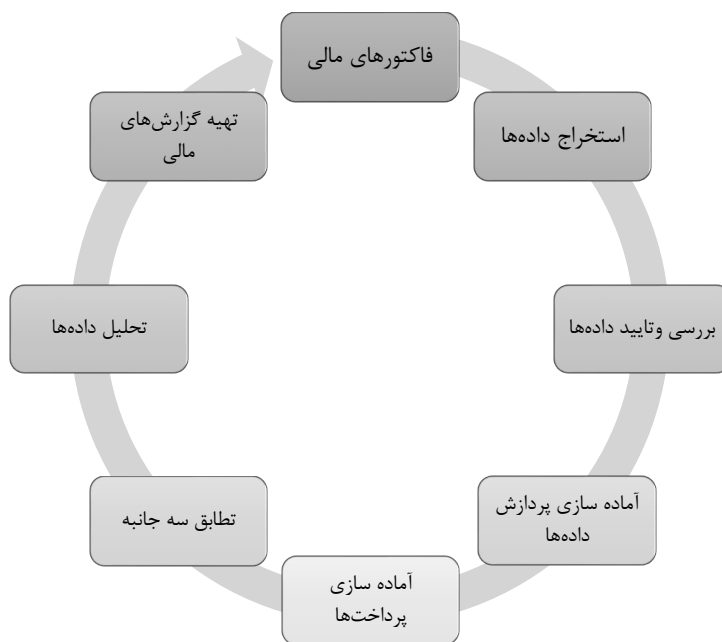 فاکتورهای مالی
استخراج داده‌ها
بررسی وتایید داده‌ها
آماده سازی پردازش
داده‌ها
آماده سازی
پرداخت‌ها
تطابق سه جانبه
تحلیل داده‌ها
تهیه گزارش‌های
مالی